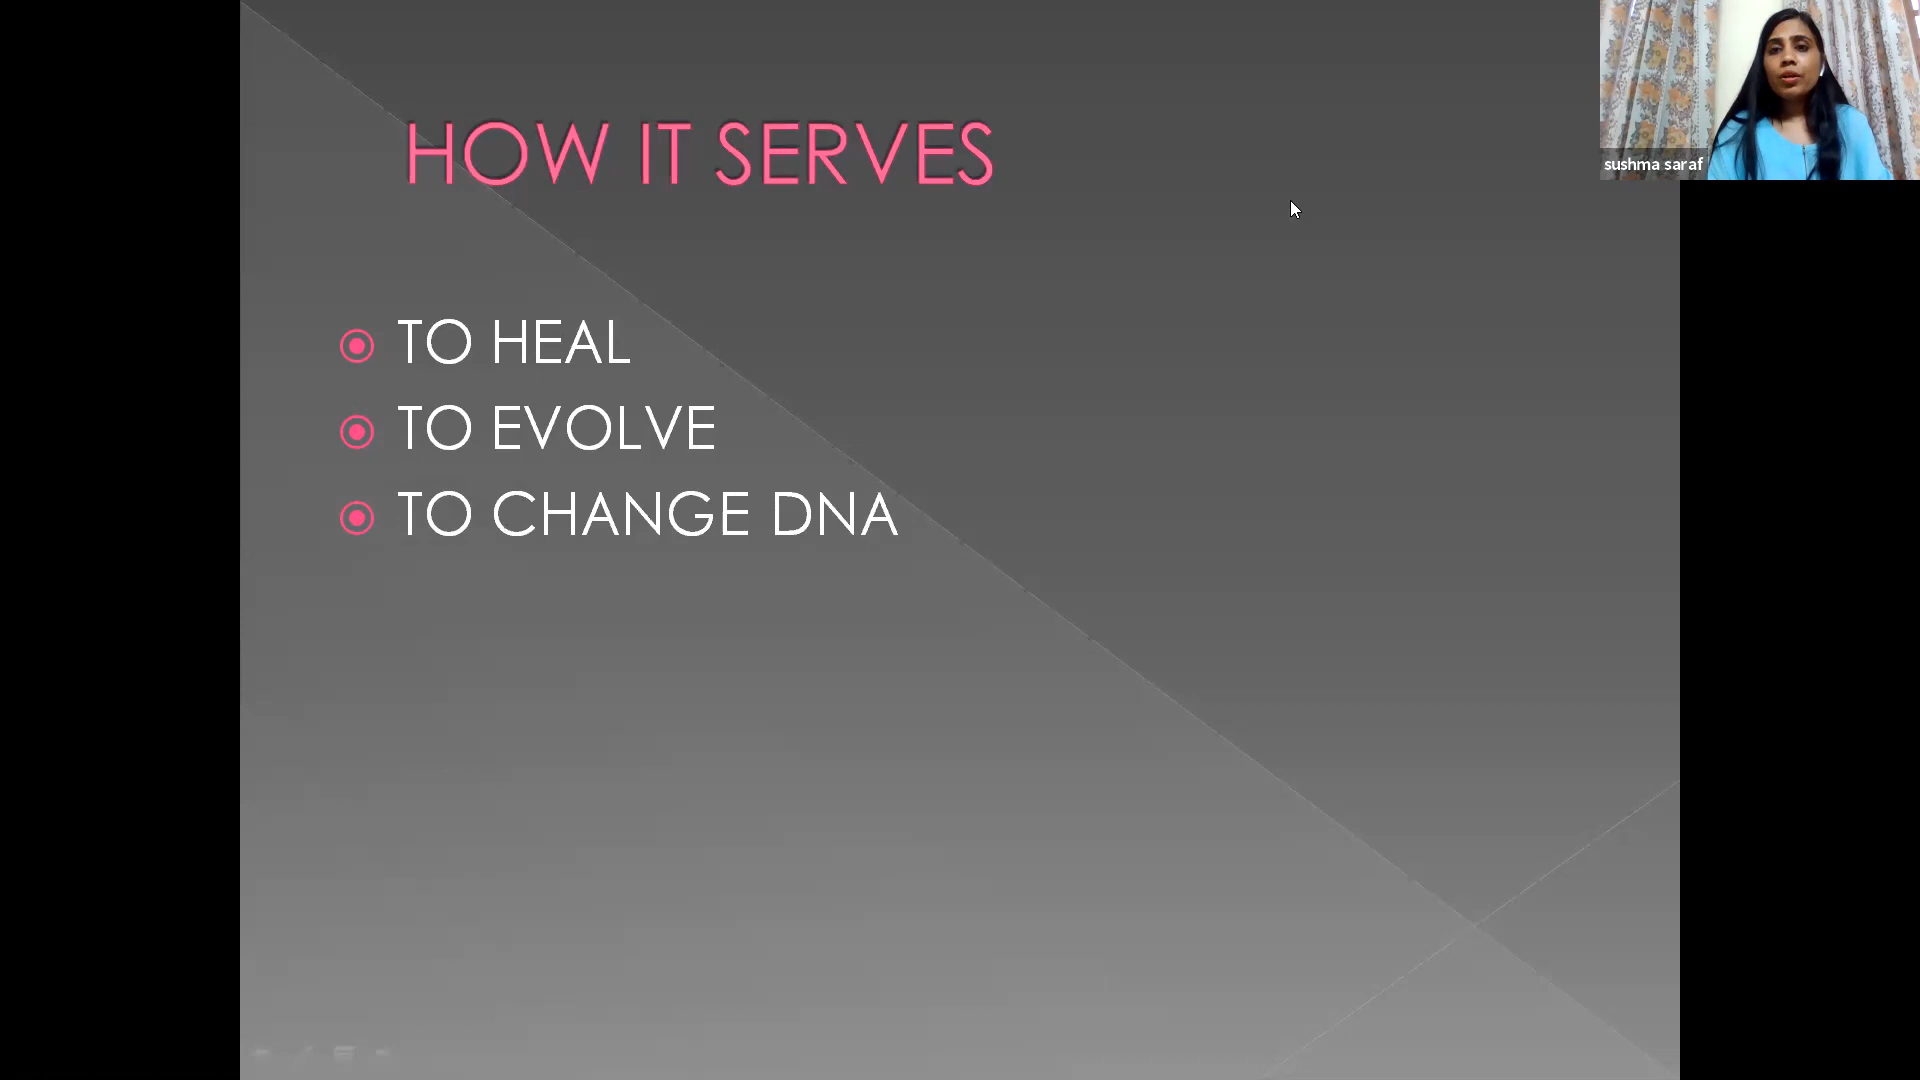 HOW IT SERVES
TO HEAL
TO EVOLVE
TO CHANGE DNA
sushma saraf